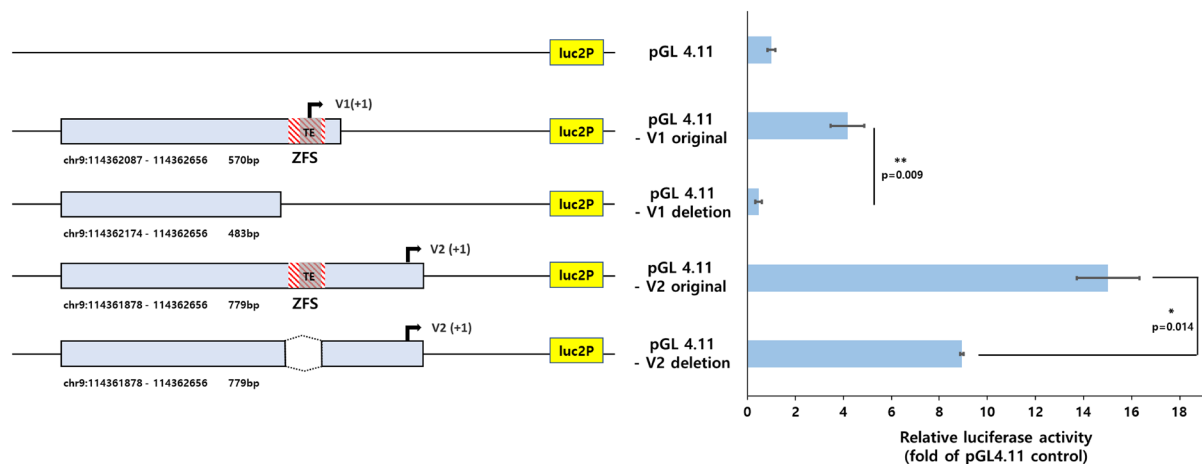 luc2P
pGL 4.11
V1(+1)
TE
luc2P
pGL 4.11
- V1 original
ZFS
chr9:114362087 - 114362656 570bp
**
p=0.009
luc2P
pGL 4.11
- V1 deletion
chr9:114362174 - 114362656 483bp
V2 (+1)
TE
luc2P
pGL 4.11
- V2 original
ZFS
chr9:114361878 - 114362656 779bp
*
p=0.014
V2 (+1)
luc2P
pGL 4.11
- V2 deletion
chr9:114361878 - 114362656 779bp
0 2 4 6 8 10 12 14 16 18
Relative luciferase activity
(fold of pGL4.11 control)